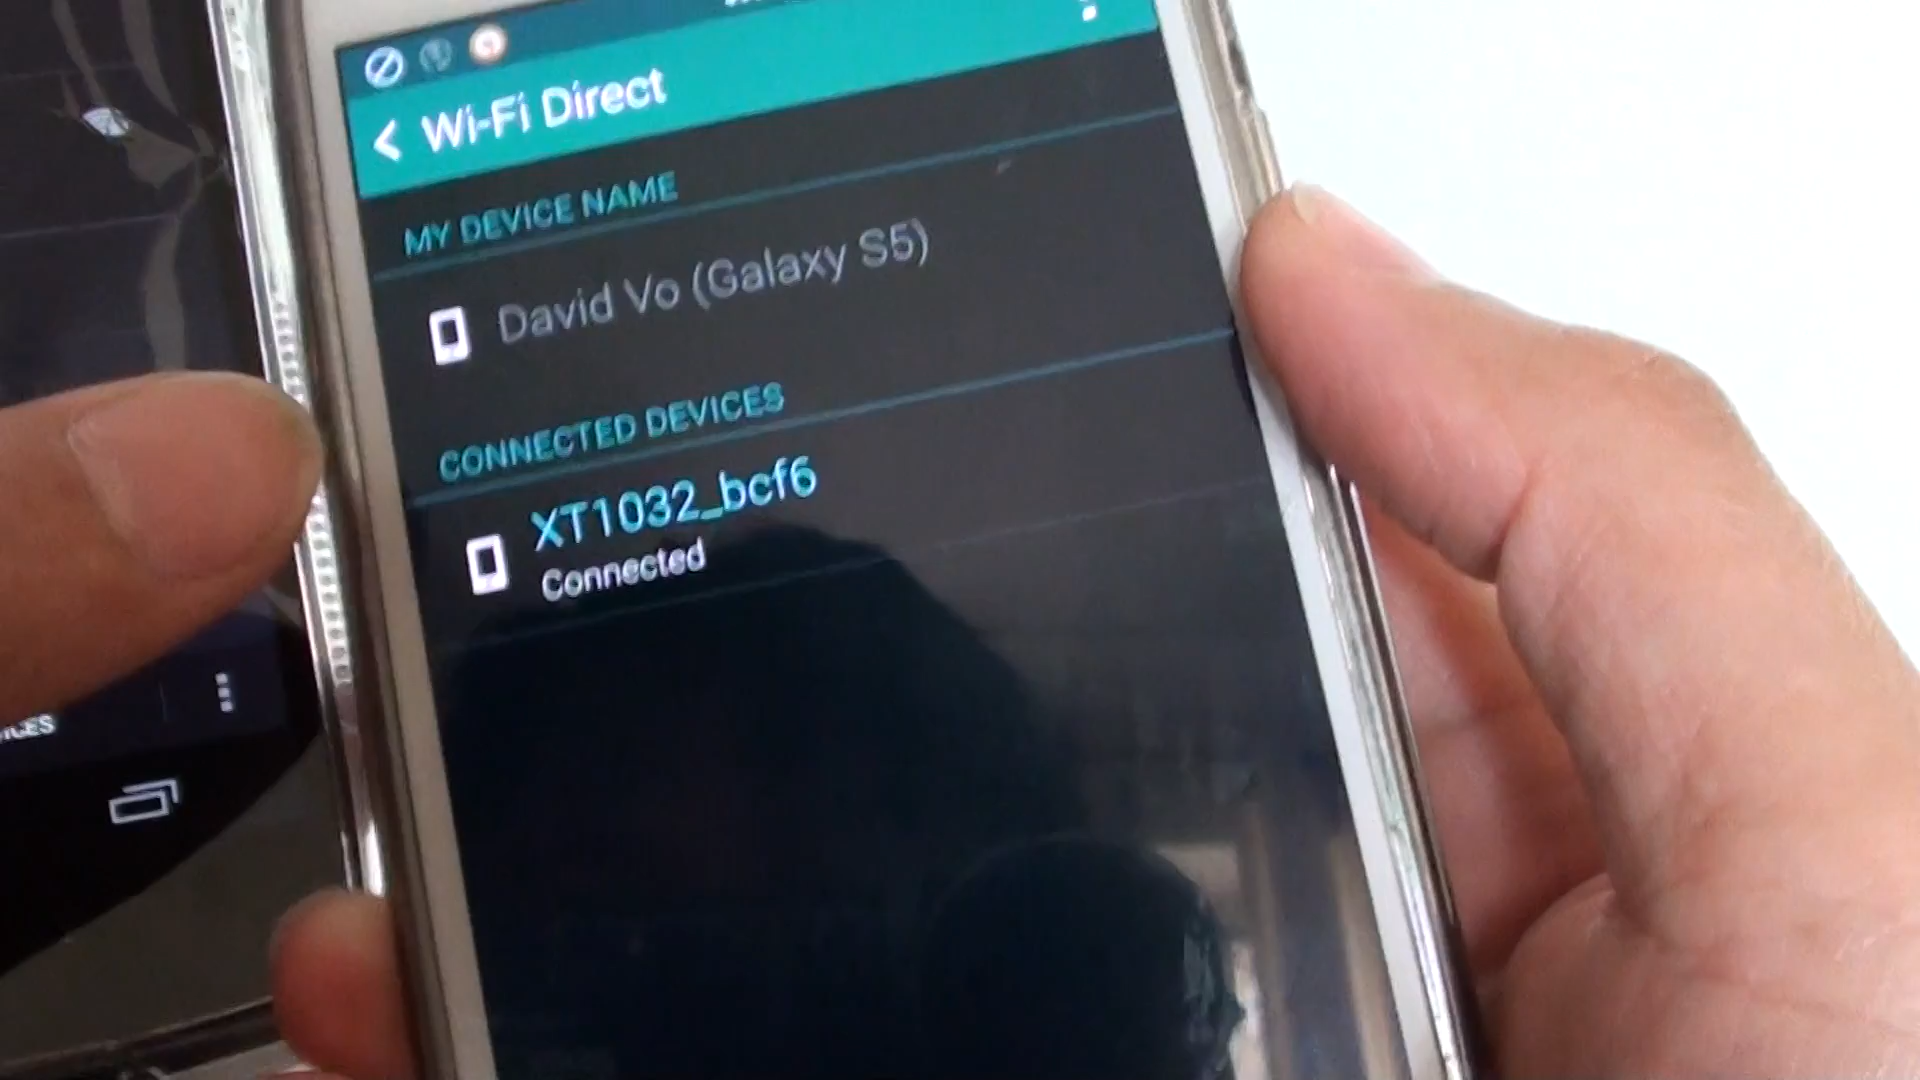 Wi-Fi Direct
MY DEVICE NAME
David Vo (Galaxy S5)
CONNECTED DEVICES
XT1032_bcf6
Connected